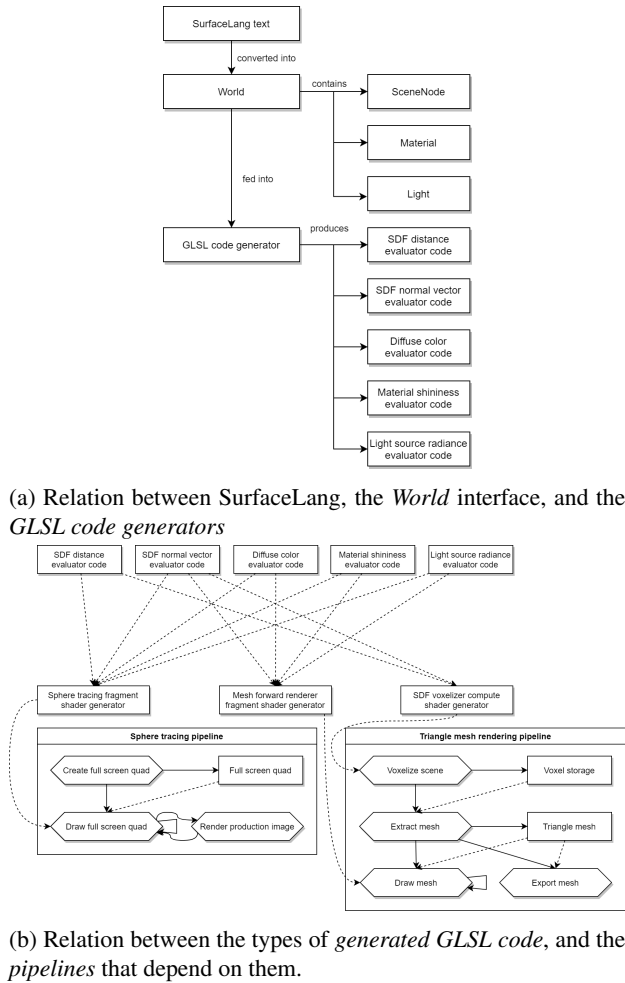 SurfaceLang text
converted into
World
contains
SceneNode
Material
Light
fed into
GLSL code generator
produces
SDF distance
evaluator code
SDF normal vector
evaluator code
Diffuse color
evaluator code
Material shininess
evaluator code
Light source radiance
evaluator code
(a) Relation between SurfaceLang, the World interface, and the
GLSL code generators
SDF distance
evaluator code
SDF normal vector
evaluator code
Diffuse color
evaluator code
Material shininess
evaluator code
Light source radiance
evaluator code
Sphere tracing fragment
shader generator
Mesh forward renderer
fragment shader generator
SDF voxelizer compute
shader generator
Sphere tracing pipeline
Create full screen quad
Full screen quad
Draw full screen quad
Render production image
Triangle mesh rendering pipeline
Voxelize scene
Voxel storage
Extract mesh
Triangle mesh
Draw mesh
Export mesh
(b) Relation between the types of generated GLSL code, and the
pipelines that depend on them.